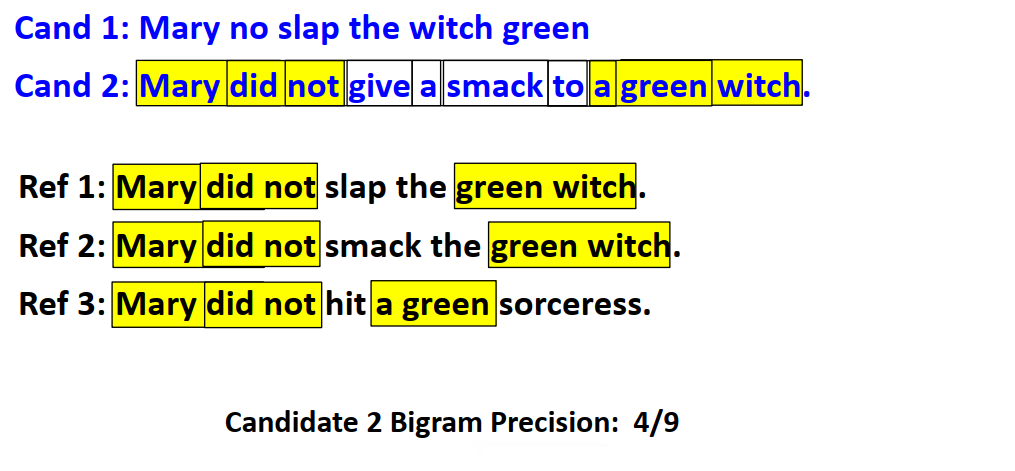 Cand 1: Mary no slap the witch green
Cand 2: Mary did not give a smack to a green witch.
Ref 1: Mary did not slap the green witch.
Ref 2: Mary did not smack the green witch.
Ref 3: Mary did not hit a green sorceress.
Candidate 2 Bigram Precision: 4/9